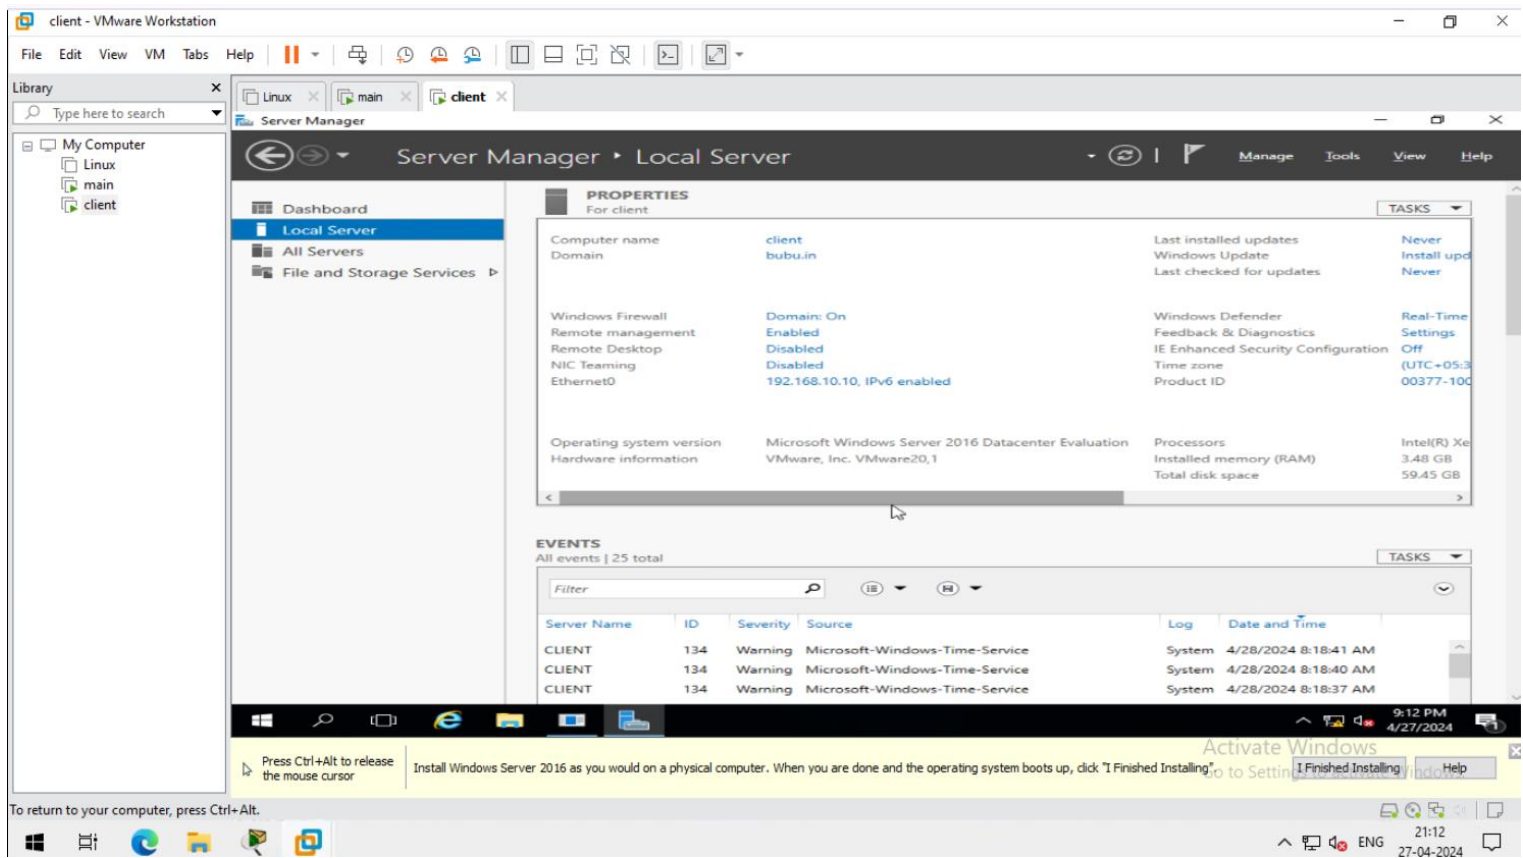 client - VMware Workstation
File Edit View VM Tabs Help
Library
Type here to search
My Computer
Linux
main
client
Linux main client
Server Manager
Server Manager ‣ Local Server
Manage Tools View Help
Dashboard
Local Server
All Servers
File and Storage Services
PROPERTIES
For client
TASKS
Computer name client
Domain bubu.in
Last installed updates Never
Windows Update Install upd
Last checked for updates Never
Windows Firewall Domain: On
Remote management Enabled
Remote Desktop Disabled
NIC Teaming Disabled
Ethernet0 192.168.10.10, IPv6 enabled
Windows Defender Real-Time
Feedback & Diagnostics Settings
IE Enhanced Security Configuration Off
Time zone (UTC+05:3
Product ID 00377-100
Operating system version Microsoft Windows Server 2016 Datacenter Evaluation
Hardware information VMware, Inc. VMware20,1
Processors Intel(R) Xe
Installed memory (RAM) 3.48 GB
Total disk space 59.45 GB
EVENTS
All events | 25 total
TASKS
Filter
Server Name ID Severity Source Log Date and Time
CLIENT 134 Warning Microsoft-Windows-Time-Service System 4/28/2024 8:18:41 AM
CLIENT 134 Warning Microsoft-Windows-Time-Service System 4/28/2024 8:18:40 AM
CLIENT 134 Warning Microsoft-Windows-Time-Service System 4/28/2024 8:18:37 AM
9:12 PM
4/27/2024
1
Activate Windows
Press Ctrl+Alt to release
the mouse cursor
Install Windows Server 2016 as you would on a physical computer. When you are done and the operating system boots up, click "I Finished Installing".
I Finished Installing
Help
To return to your computer, press Ctrl+Alt.
ENG
21:12
27-04-2024